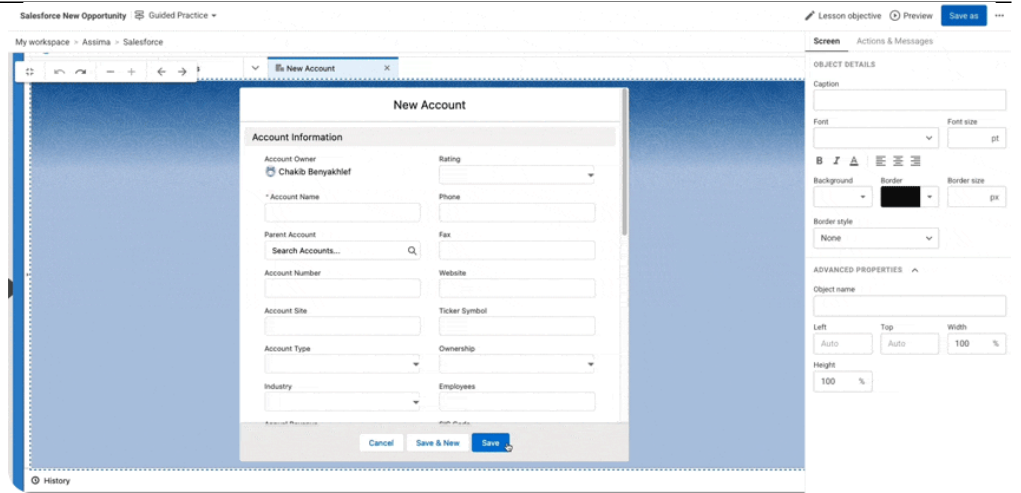 Salesforce New Opportunity Guided Practice
Lesson objective Preview Save as
My workspace > Assima > Salesforce
Screen Actions & Messages
New Account
OBJECT DETAILS
Caption
Font Font size
pt
B I A
Background Border Border size
px
Border style
None
ADVANCED PROPERTIES
Object name
Left Top Width
Auto Auto 100 %
Height
100 %
New Account
Account Information
Account Owner Rating
Chakib Benyakhlef
* Account Name Phone
Parent Account Fax
Search Accounts...
Account Number Website
Account Site Ticker Symbol
Account Type Ownership
Industry Employees
Annual Revenue SIC Code
Cancel Save & New Save
History